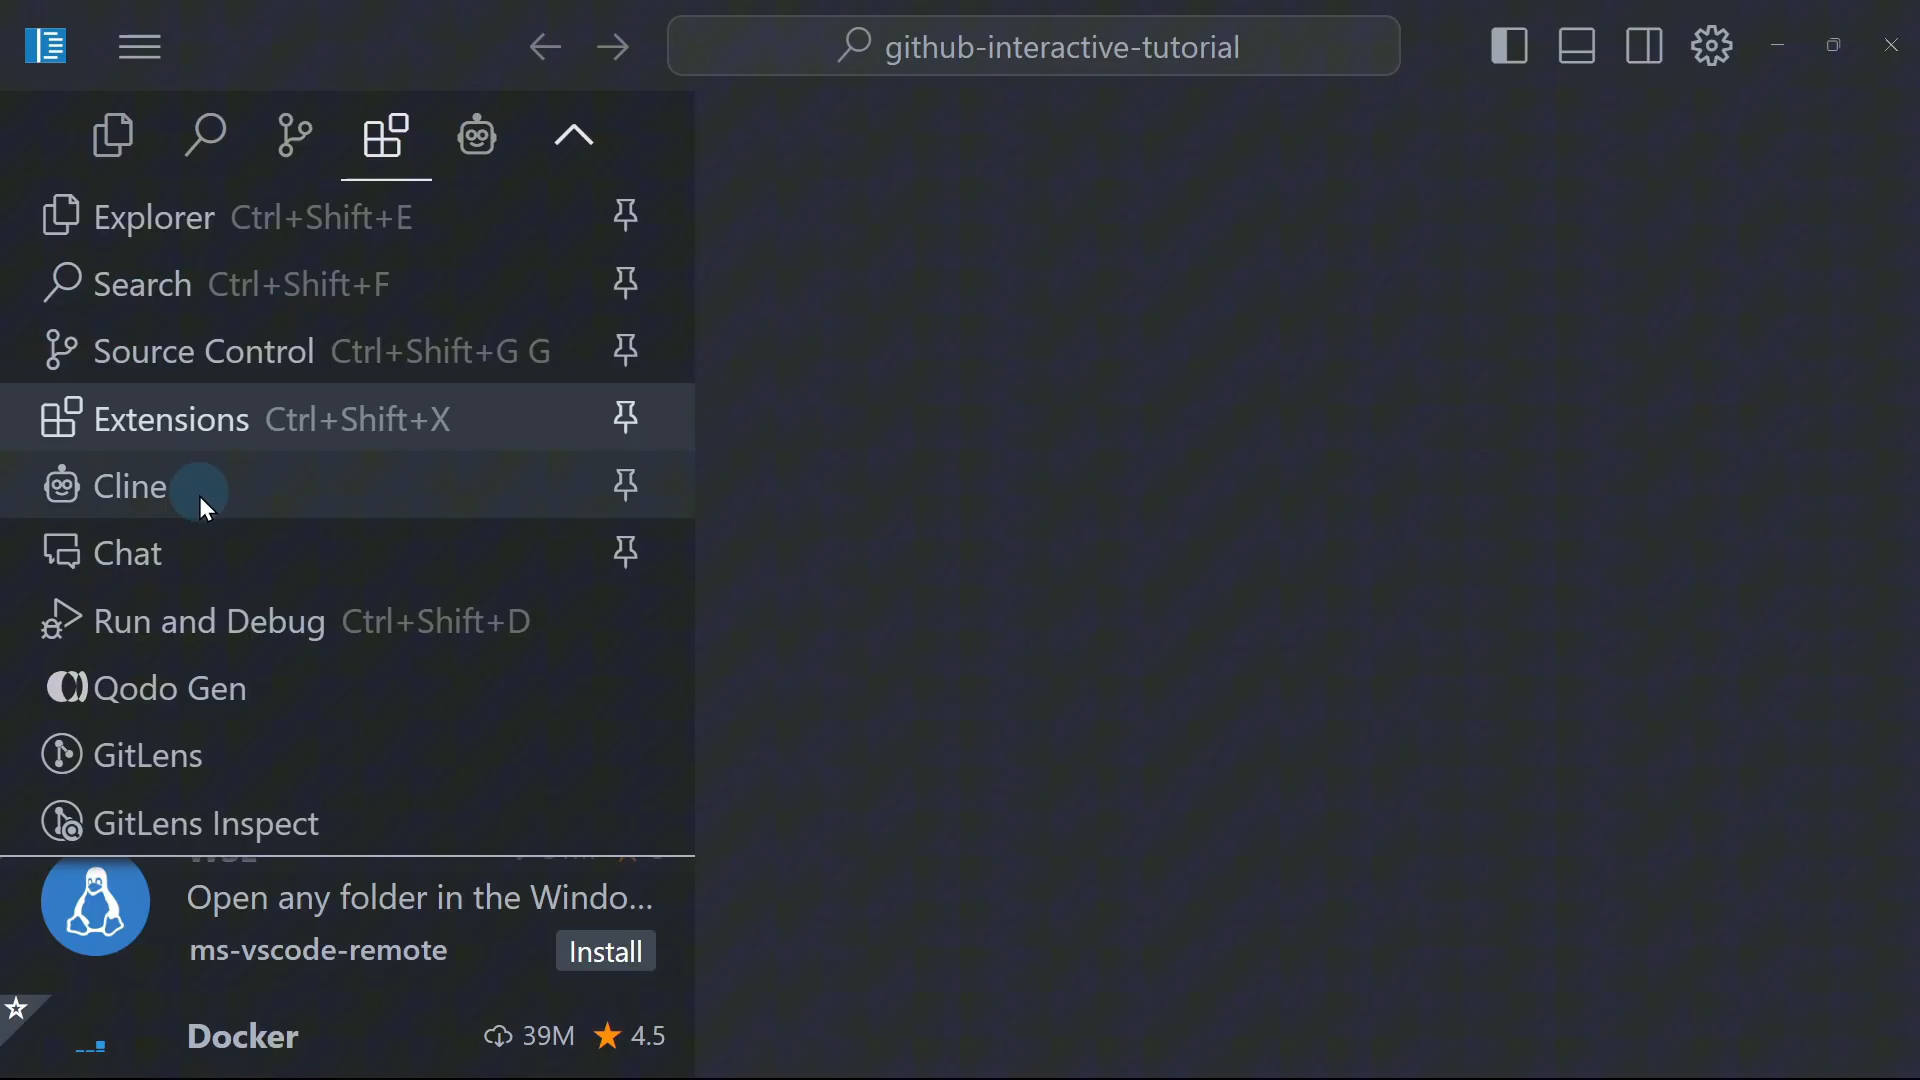 github-interactive-tutorial
Explorer Ctrl+Shift+E
Search Ctrl+Shift+F
Source Control Ctrl+Shift+G G
Extensions Ctrl+Shift+X
Cline
Chat
Run and Debug Ctrl+Shift+D
Qodo Gen
GitLens
GitLens Inspect
Open any folder in the Windo...
ms-vscode-remote Install
Docker 39M 4.5